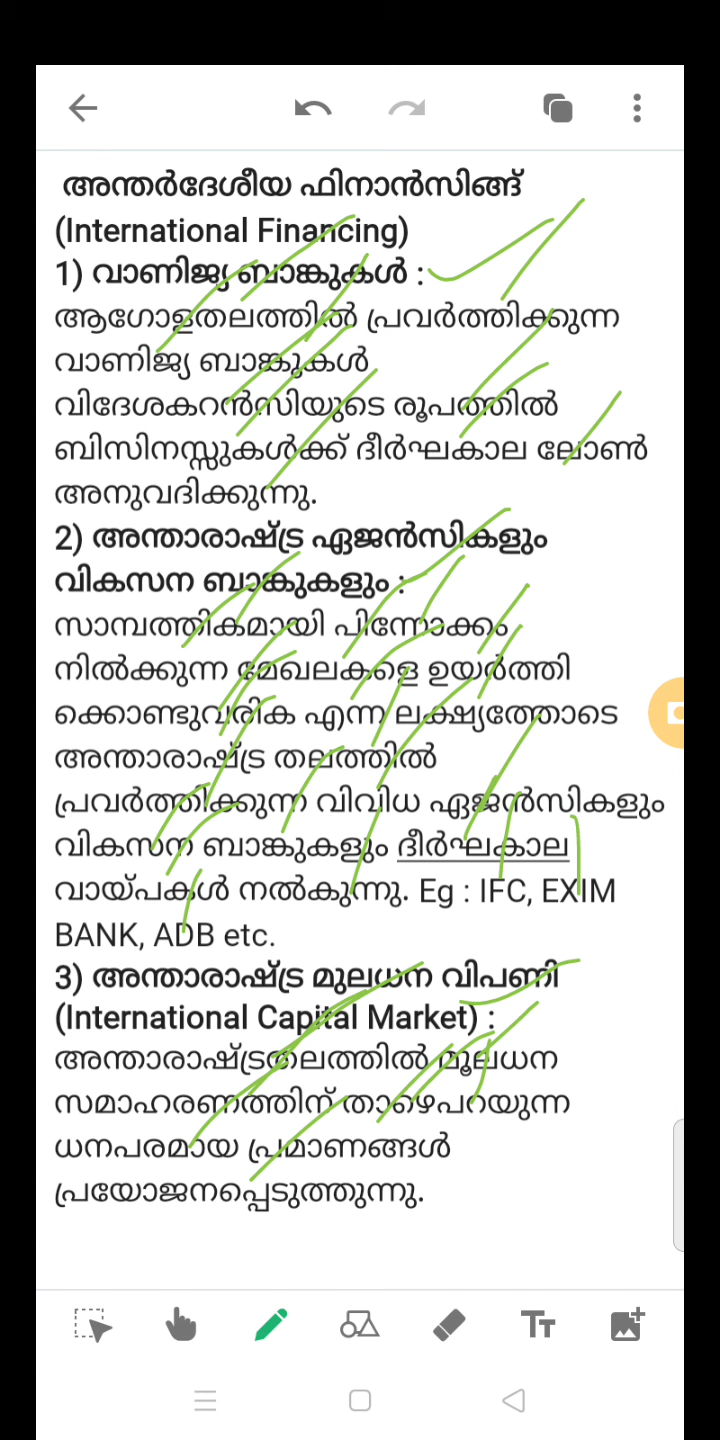 അന്തർദേശീയ ഫിനാൻസിങ്ങ്
(International Financing)
1) വാണിജ്യ ബാങ്കുകൾ :
ആഗോളതലത്തിൽ പ്രവർത്തിക്കുന്ന
വാണിജ്യ ബാങ്കുകൾ
വിദേശകറൻസിയുടെ രൂപത്തിൽ
ബിസിനസ്സുകൾക്ക് ദീർഘകാല ലോൺ
അനുവദിക്കുന്നു.
2) അന്താരാഷ്ട്ര ഏജൻസികളും
വികസന ബാങ്കുകളും :
സാമ്പത്തികമായി പിന്നോക്കം
നിൽക്കുന്ന മേഖലകളെ ഉയർത്തി
ക്കൊണ്ടുവരിക എന്ന ലക്ഷ്യത്തോടെ
അന്താരാഷ്ട്ര തലത്തിൽ
പ്രവർത്തിക്കുന്ന വിവിധ ഏജൻസികളും
വികസന ബാങ്കുകളും ദീർഘകാല
വായ്പകൾ നൽകുന്നു. Eg : IFC, EXIM
BANK, ADB etc.
3) അന്താരാഷ്ട്ര മുലധന വിപണി
(International Capital Market) :
അന്താരാഷ്ട്രതലത്തിൽ മൂലധന
സമാഹരണത്തിന് താഴെപറയുന്ന
ധനപരമായ പ്രമാണങ്ങൾ
പ്രയോജനപ്പെടുത്തുന്നു.
Tт